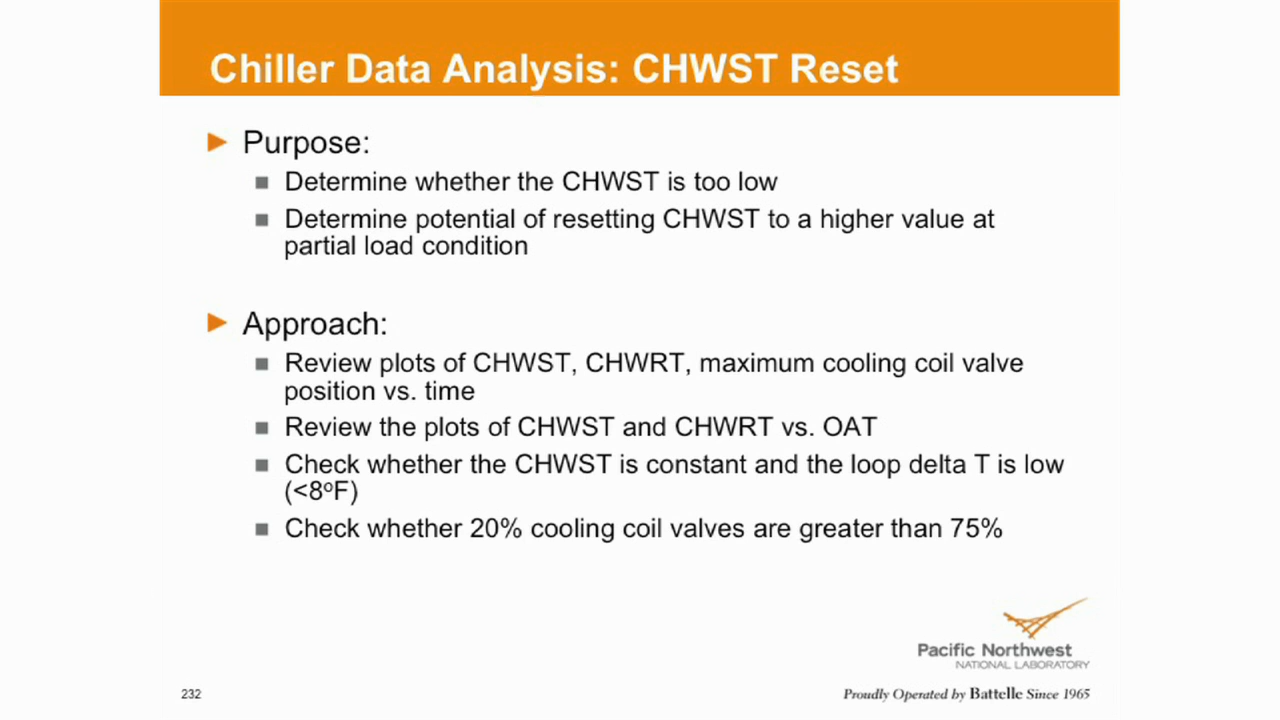 Chiller Data Analysis: CHWST Reset
Purpose:
Determine whether the CHWST is too low
Determine potential of resetting CHWST to a higher value at
partial load condition
Approach:
Review plots of CHWST, CHWRT, maximum cooling coil valve
position vs. time
Review the plots of CHWST and CHWRT vs. OAT
Check whether the CHWST is constant and the loop delta T is low
(<8°F)
Check whether 20% cooling coil valves are greater than 75%
Pacific Northwest
NATIONAL LABORATORY
232
Proudly Operated by Battelle Since 1965